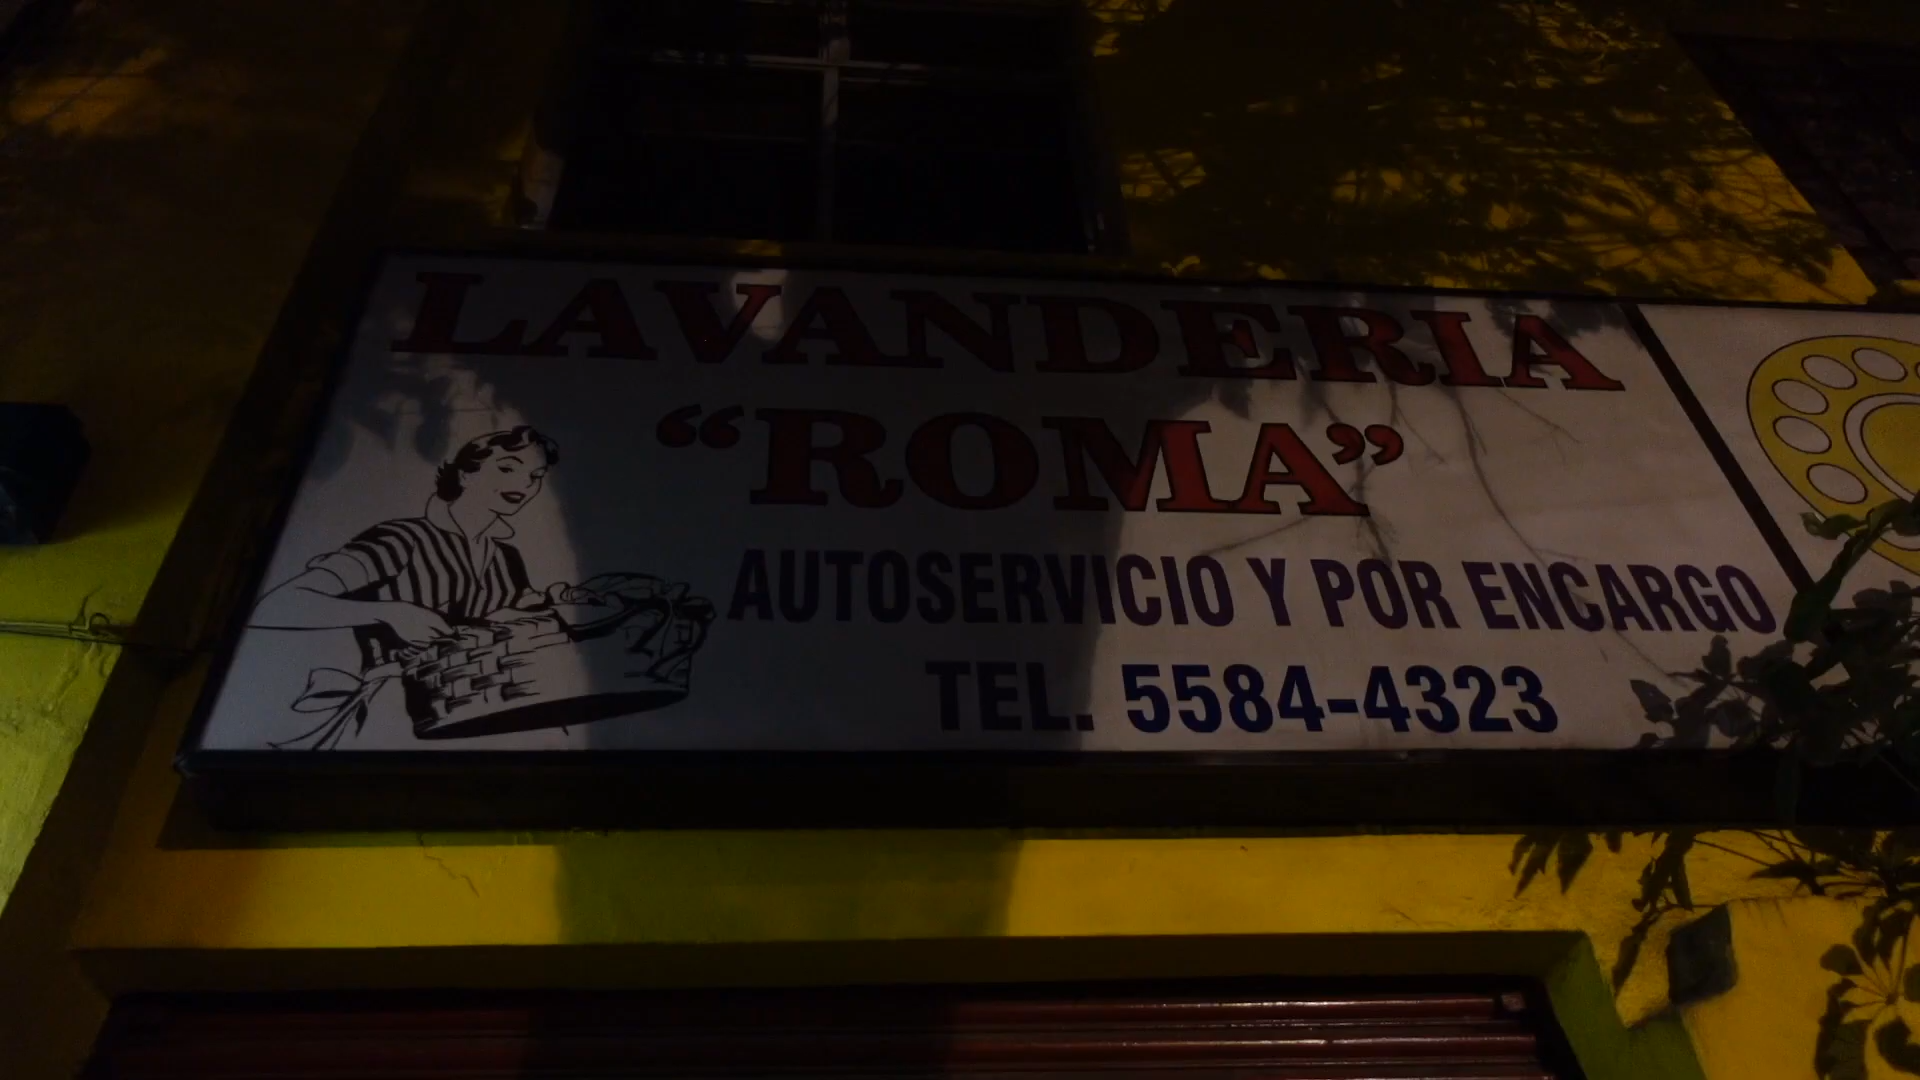 LAVANDERIA
“ROMA”
AUTOSERVICIO Y POR ENCARGO
TEL. 5584-4323